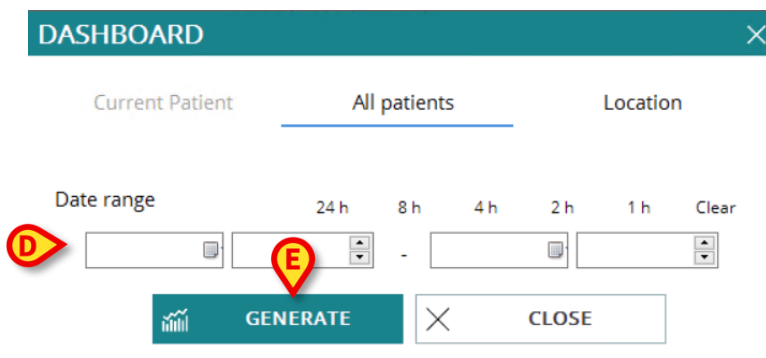 DASHBOARD
Current Patient All patients Location
Date range 24 h 8 h 4 h 2 h 1 h Clear
D -
E
GENERATE CLOSE